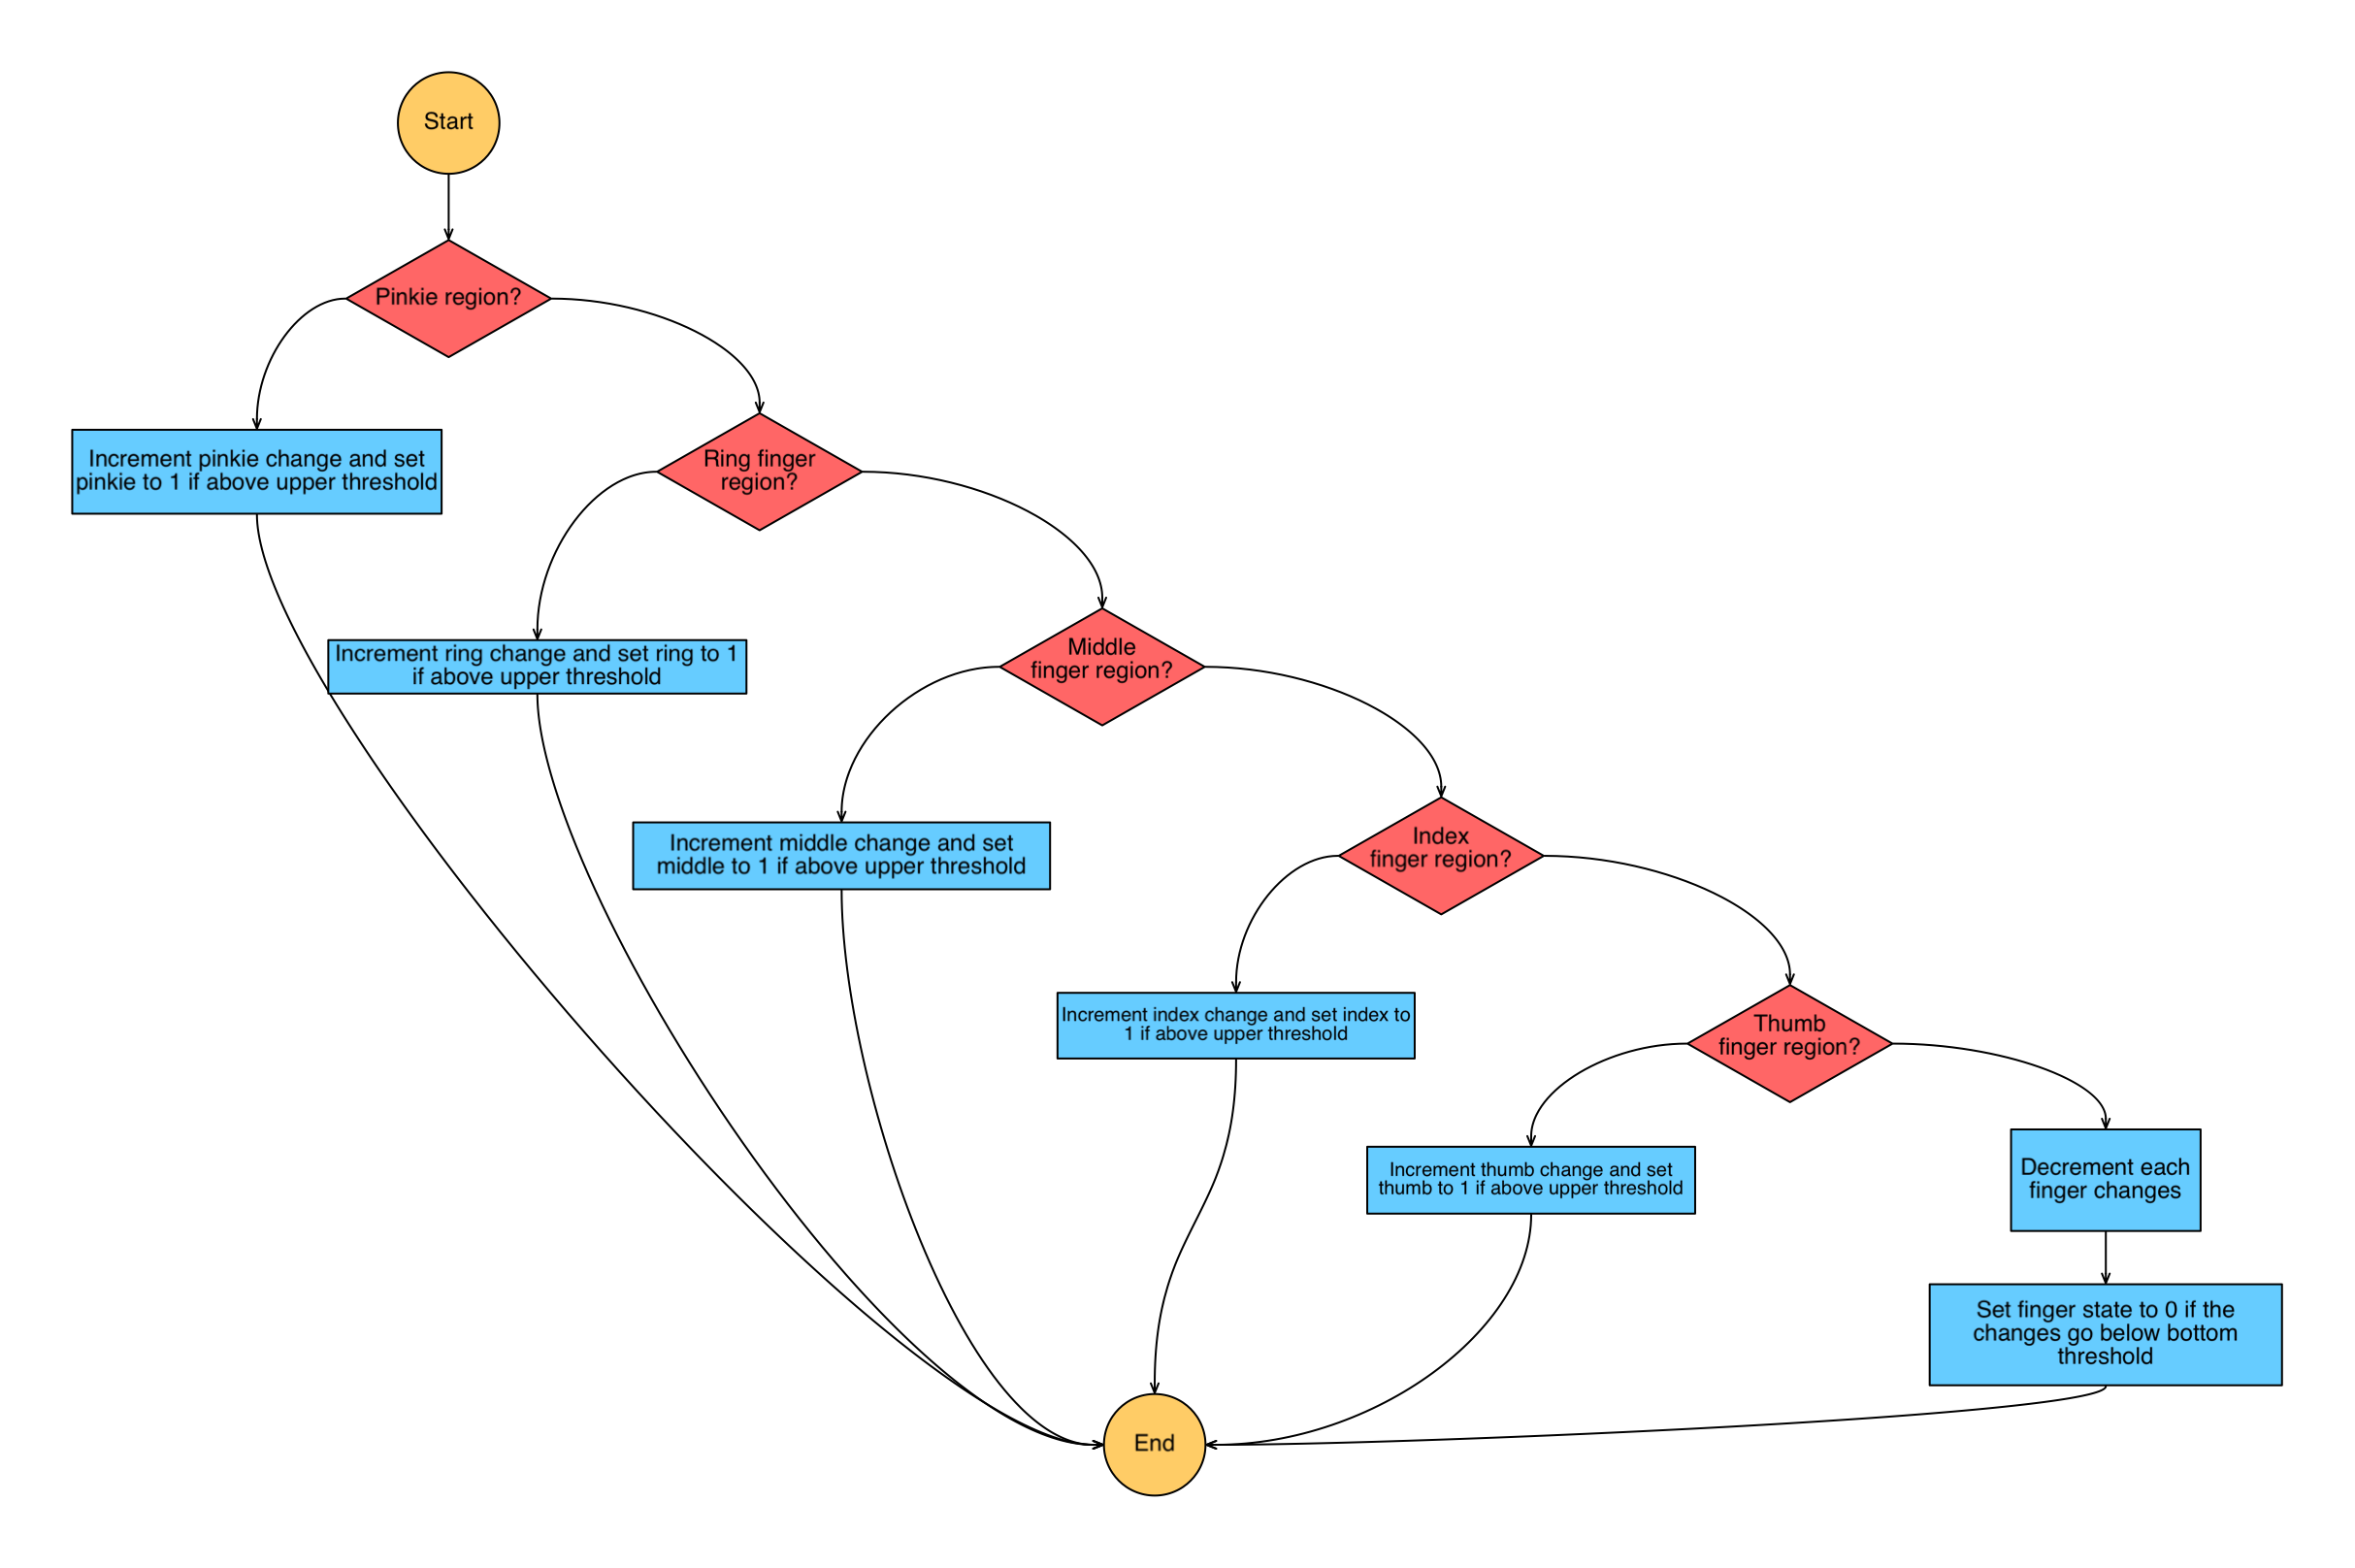 Start
Pinkie region?
Increment pinkie change and set
pinkie to 1 if above upper threshold
Ring finger
region?
Increment ring change and set ring to 1
if above upper threshold
Middle
finger region?
Increment middle change and set
middle to 1 if above upper threshold
Index
finger region?
Increment index change and set index to
1 if above upper threshold
Thumb
finger region?
Increment thumb change and set
thumb to 1 if above upper threshold
Decrement each
finger changes
Set finger state to 0 if the
changes go below bottom
threshold
End